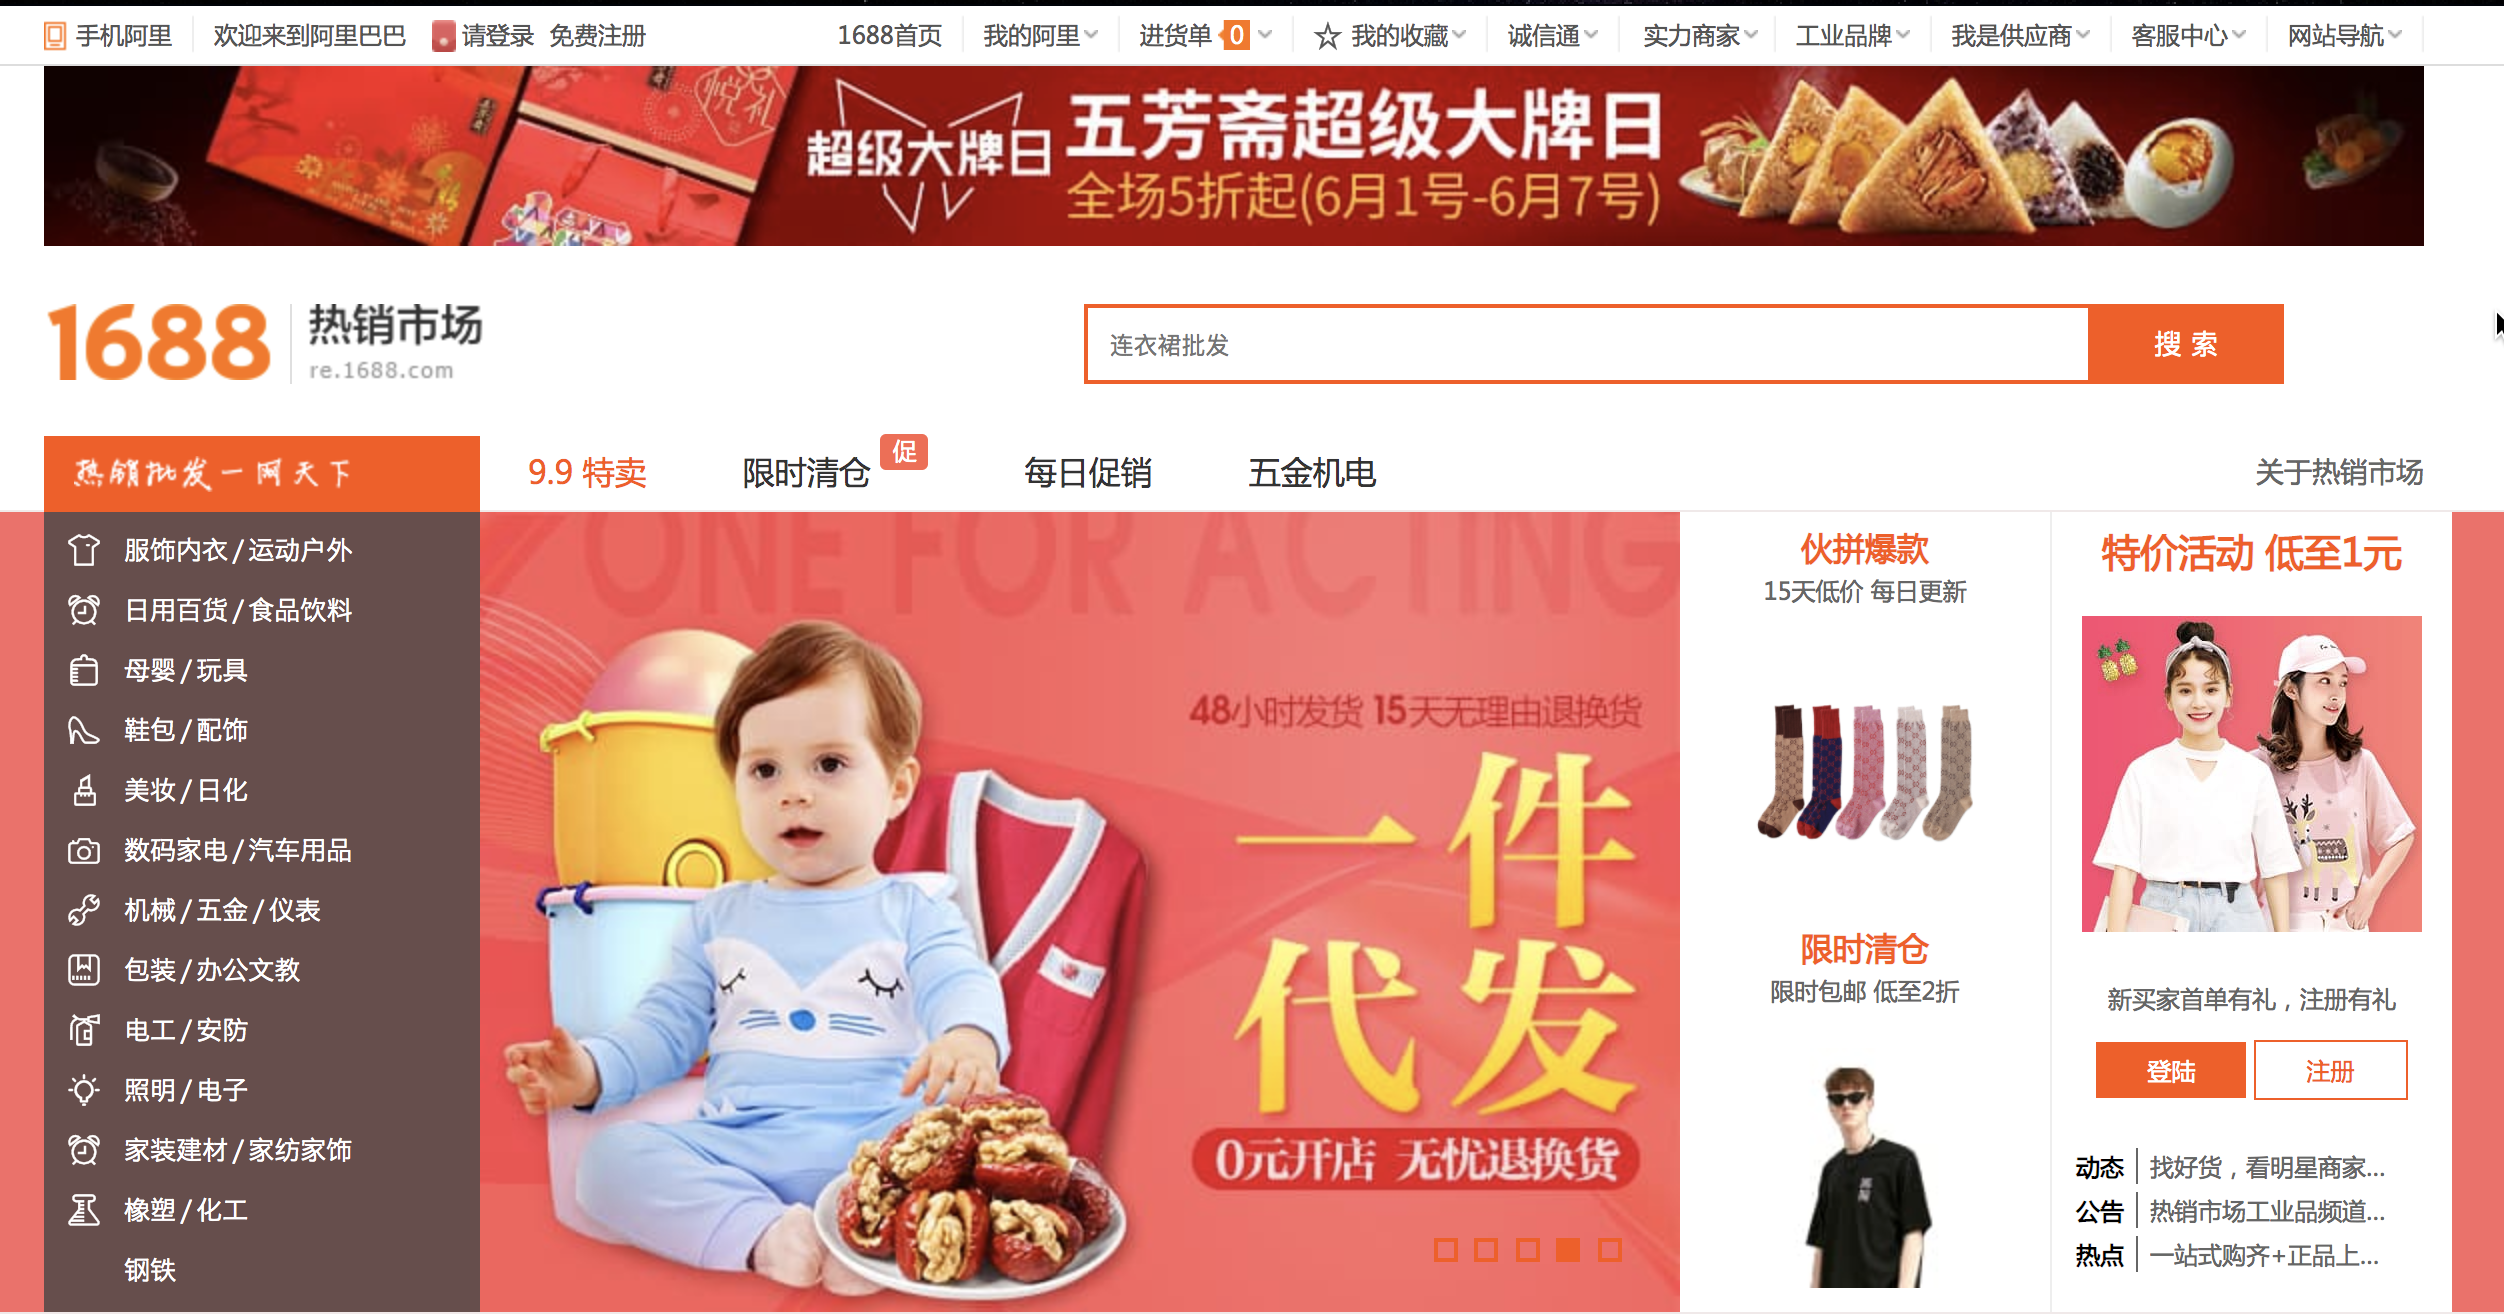 手机阿里 欢迎来到阿里巴巴 请登录 免费注册 1688首页 我的阿里 进货单 0 我的收藏 诚信通 实力商家 工业品牌 我是供应商 客服中心 网站导航
超级大牌日
五芳斋超级大牌日
全场5折起(6月1号-6月7号)
1688 热销市场
re.1688.com
连衣裙批发
搜索
热销批发一网天下
9.9 特卖 限时清仓 促 每日促销 五金机电 关于热销市场
服饰内衣 / 运动户外
日用百货 / 食品饮料
母婴 / 玩具
鞋包 / 配饰
美妆 / 日化
数码家电 / 汽车用品
机械 / 五金 / 仪表
包装 / 办公文教
电工 / 安防
照明 / 电子
家装建材 / 家纺家饰
橡塑 / 化工
钢铁
ZONE FOR ACTING
48小时发货 15天无理由退换货
一件
代发
0元开店 无忧退换货
伙拼爆款
15天低价 每日更新
限时清仓
限时包邮 低至2折
特价活动 低至1元
新买家首单有礼，注册有礼
登陆 注册
动态 找好货，看明星商家...
公告 热销市场工业品频道...
热点 一站式购齐+正品上...